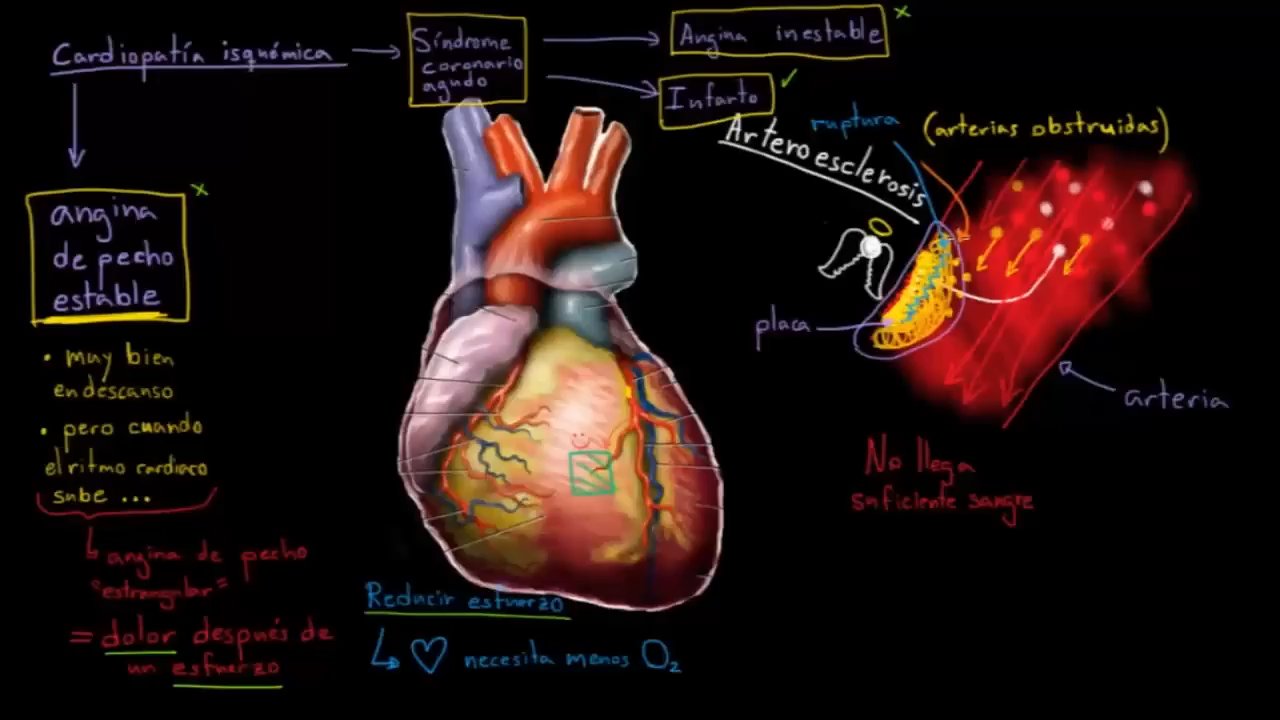 Cardiopatía isquémica
Síndrome
coronario
agudo
Angina inestable
Infarto
angina
de pecho
estable
• muy bien
en descanso
• pero cuando
el ritmo cardiaco
sube ...
angina de pecho
"estrangular"
= dolor después de
un esfuerzo
Reducir esfuerzo
necesita menos O₂
Arteroesclerosis
ruptura
(arterias obstruidas)
placa
arteria
No llega
suficiente sangre